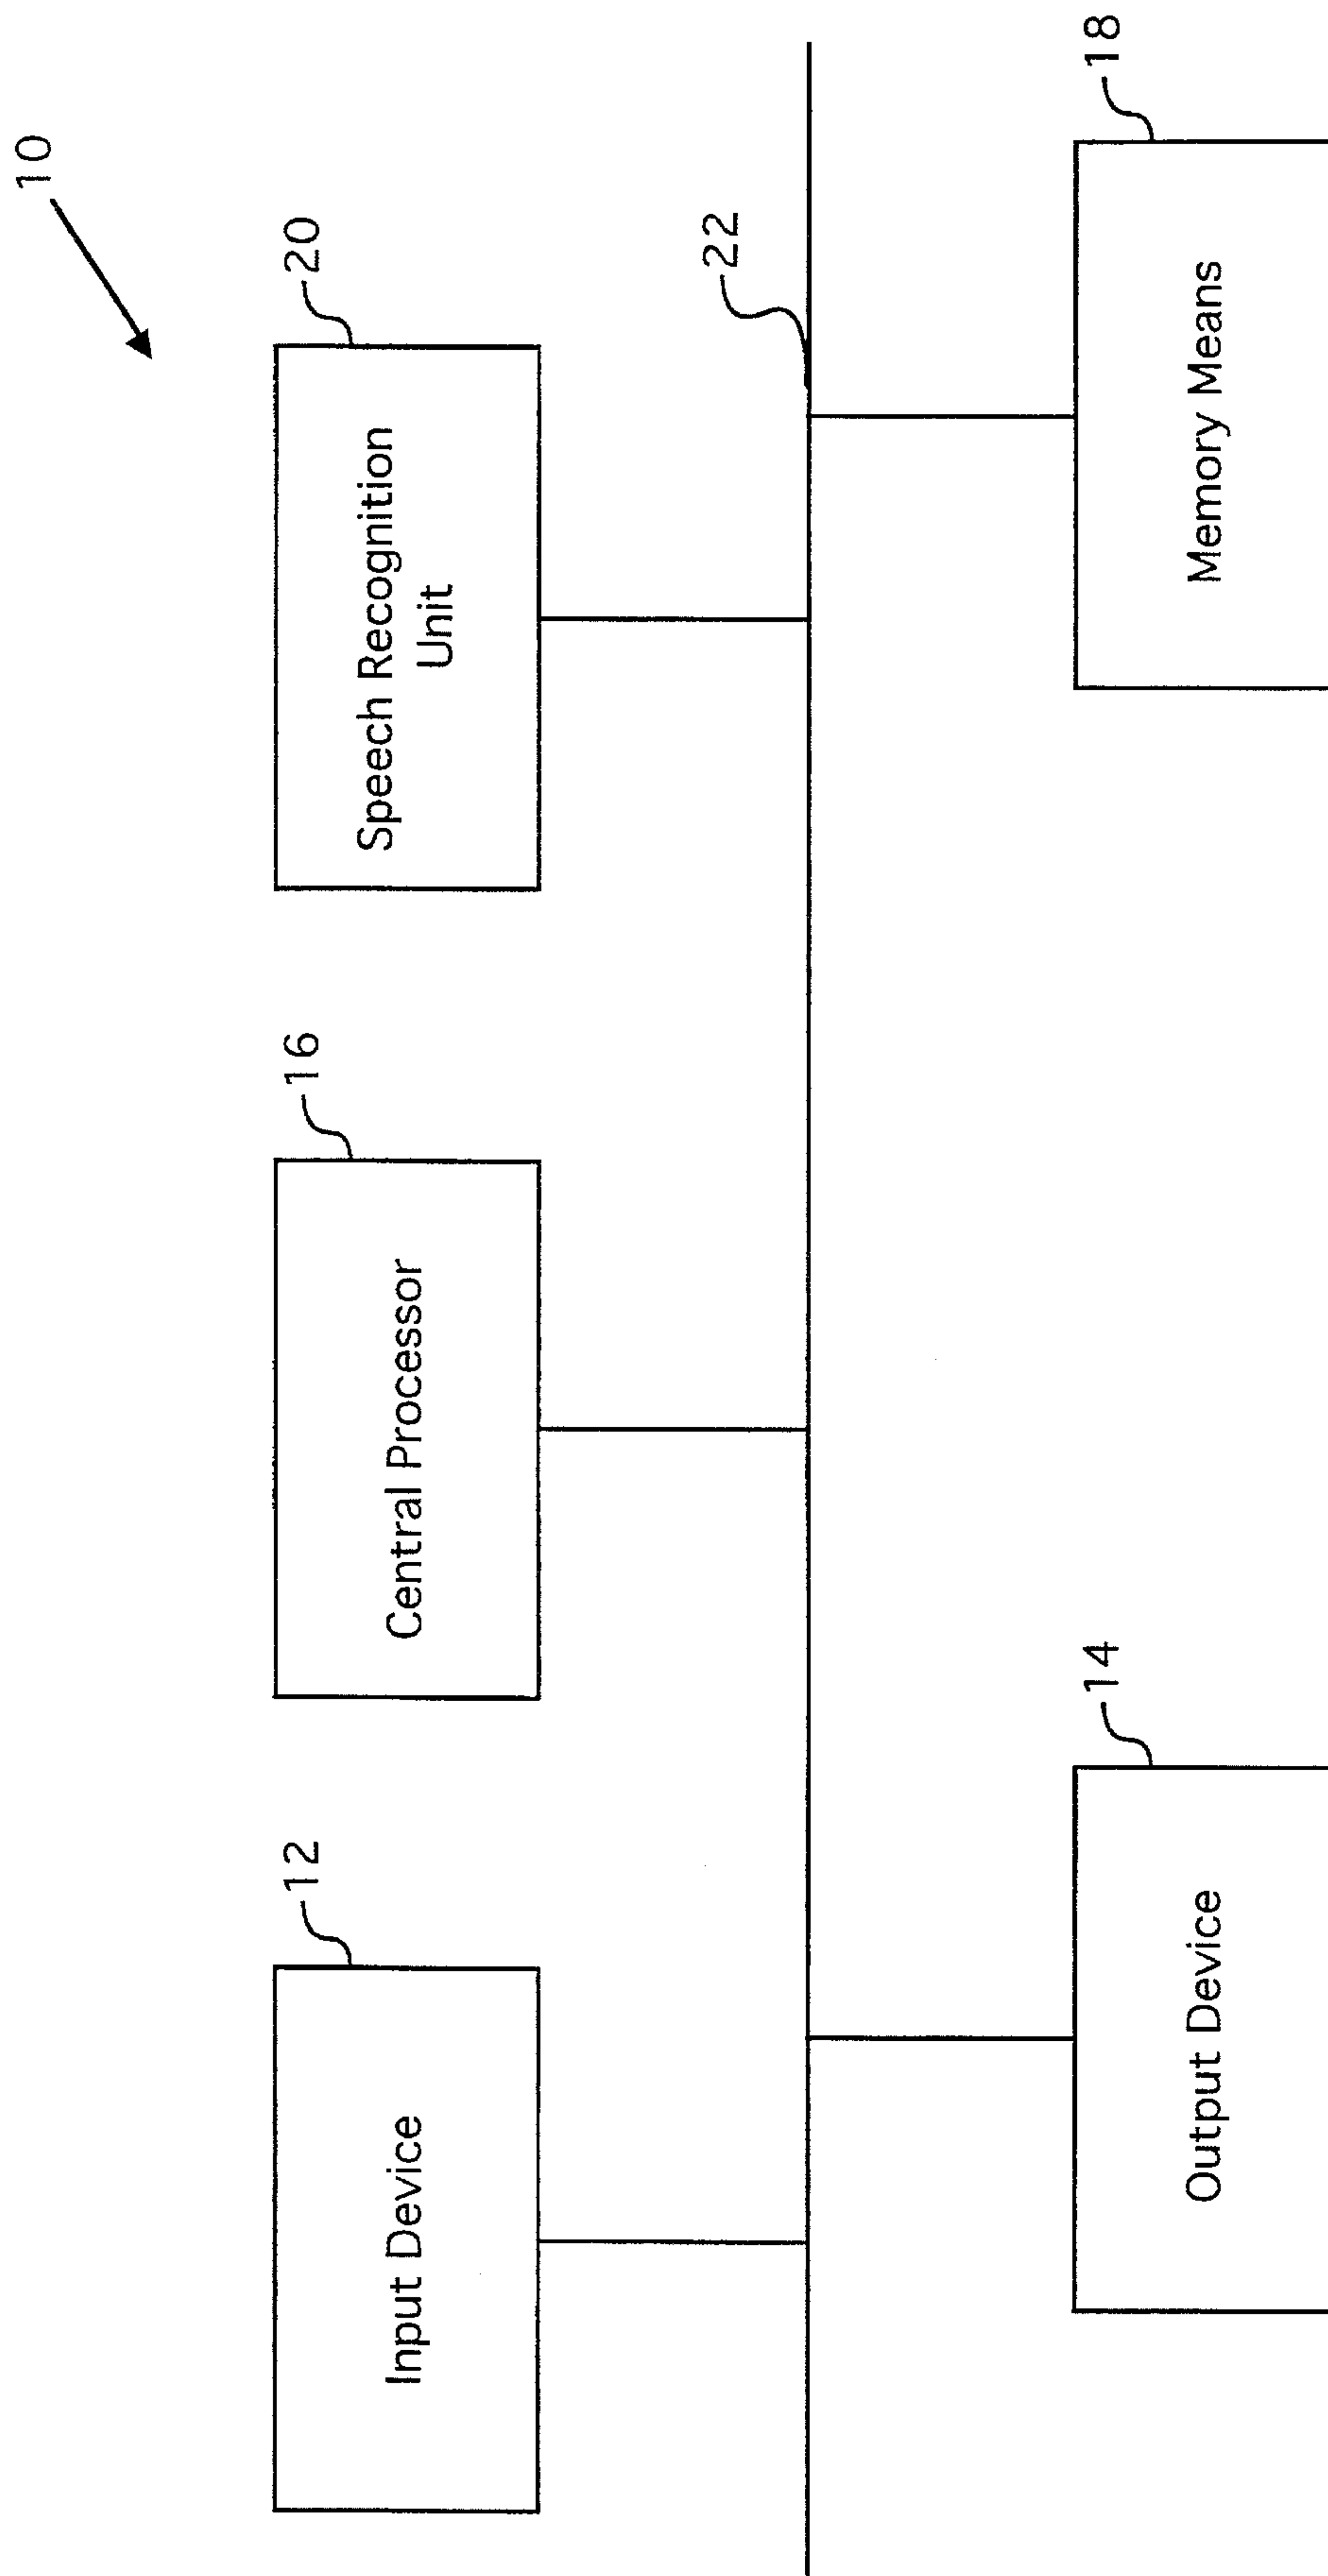 10
12
Input Device
16
Central Processor
20
Speech Recognition
Unit
22
14
Output Device
18
Memory Means